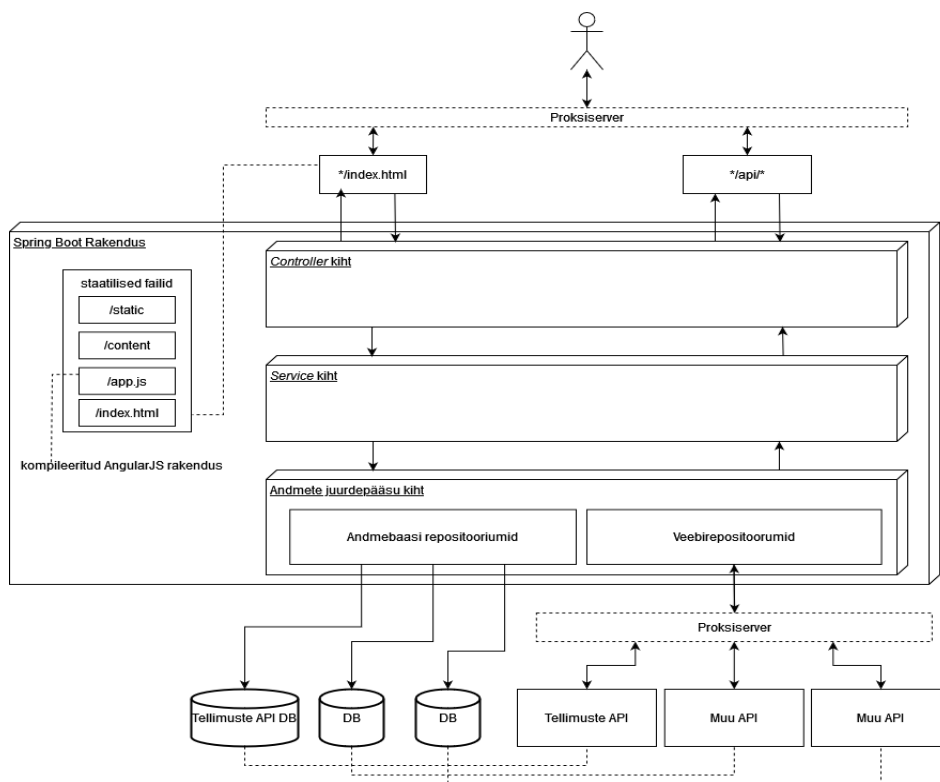 Proksiserver
*/index.html
*/api/*
Spring Boot Rakendus
Controller kiht
staatilised failid
/static
/content
/app.js
/index.html
Service kiht
kompileeritud AngularJS rakendus
Andmete juurdepääsu kiht
Andmebaasi repositooriumid
Veebirepositoorumid
Proksiserver
Tellimuste API DB
DB
DB
Tellimuste API
Muu API
Muu API